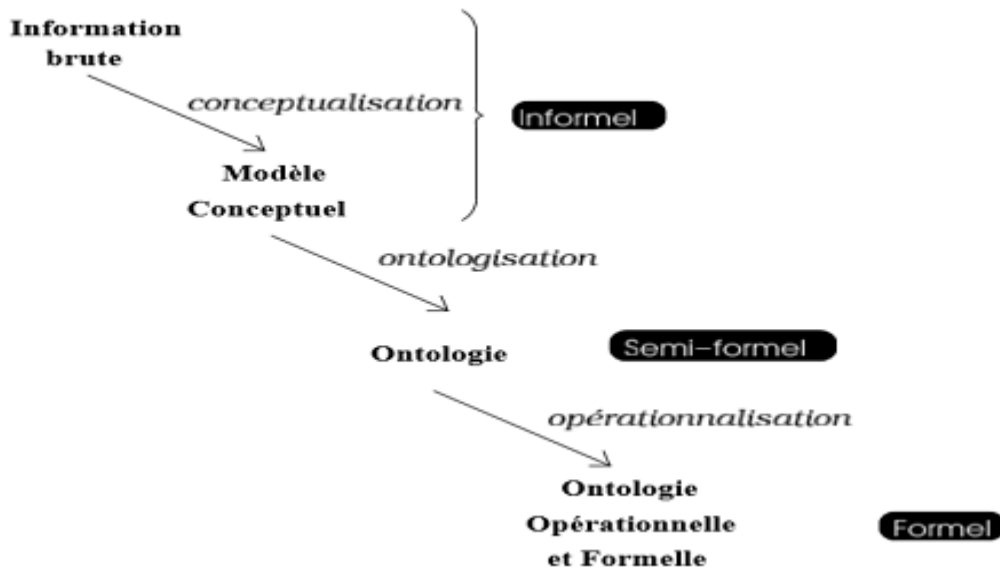 Information
brute
conceptualisation
Informel
Modèle
Conceptuel
ontologisation
Ontologie
Semi-formel
opérationnalisation
Ontologie
Opérationnelle
et Formelle
Formel